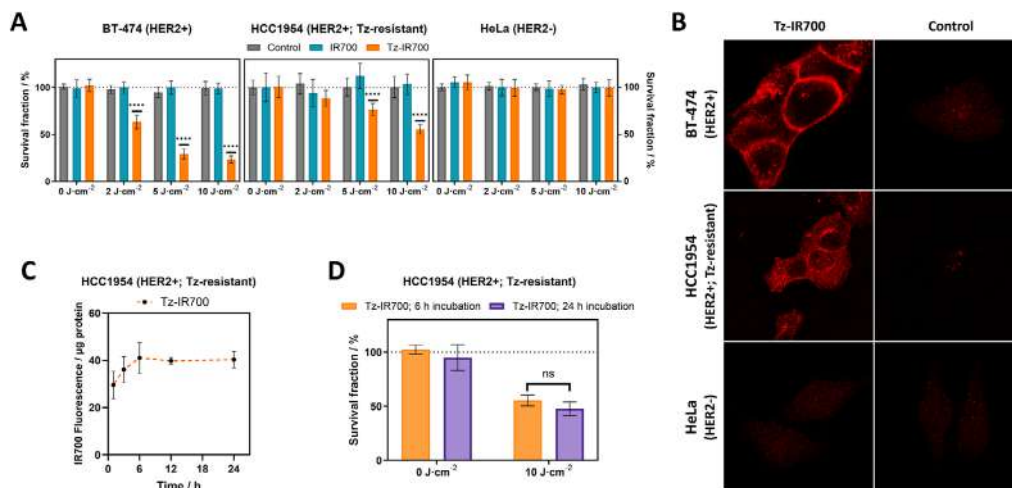 A
BT-474 (HER2+)
HCC1954 (HER2+; Tz-resistant)
HeLa (HER2-)
Control IR700 Tz-IR700
Survival fraction / %
100
50
0
**** **** ****
**** ****
100
50
0
Survival fraction / %
0 J·cm-2 2 J·cm-2 5 J·cm-2 10 J·cm-2
0 J·cm-2 2 J·cm-2 5 J·cm-2 10 J·cm-2
0 J·cm-2 2 J·cm-2 5 J·cm-2 10 J·cm-2
B
Tz-IR700 Control
BT-474
(HER2+)
HCC1954
(HER2+; Tz-resistant)
HeLa
(HER2-)
C
HCC1954 (HER2+; Tz-resistant)
Tz-IR700
IR700 Fluorescence / µg protein
60
40
20
0
0 6 12 18 24
Time / h
D
HCC1954 (HER2+; Tz-resistant)
Tz-IR700; 6 h incubation Tz-IR700; 24 h incubation
Survival fraction / %
100
50
0
ns
0 J·cm-2 10 J·cm-2